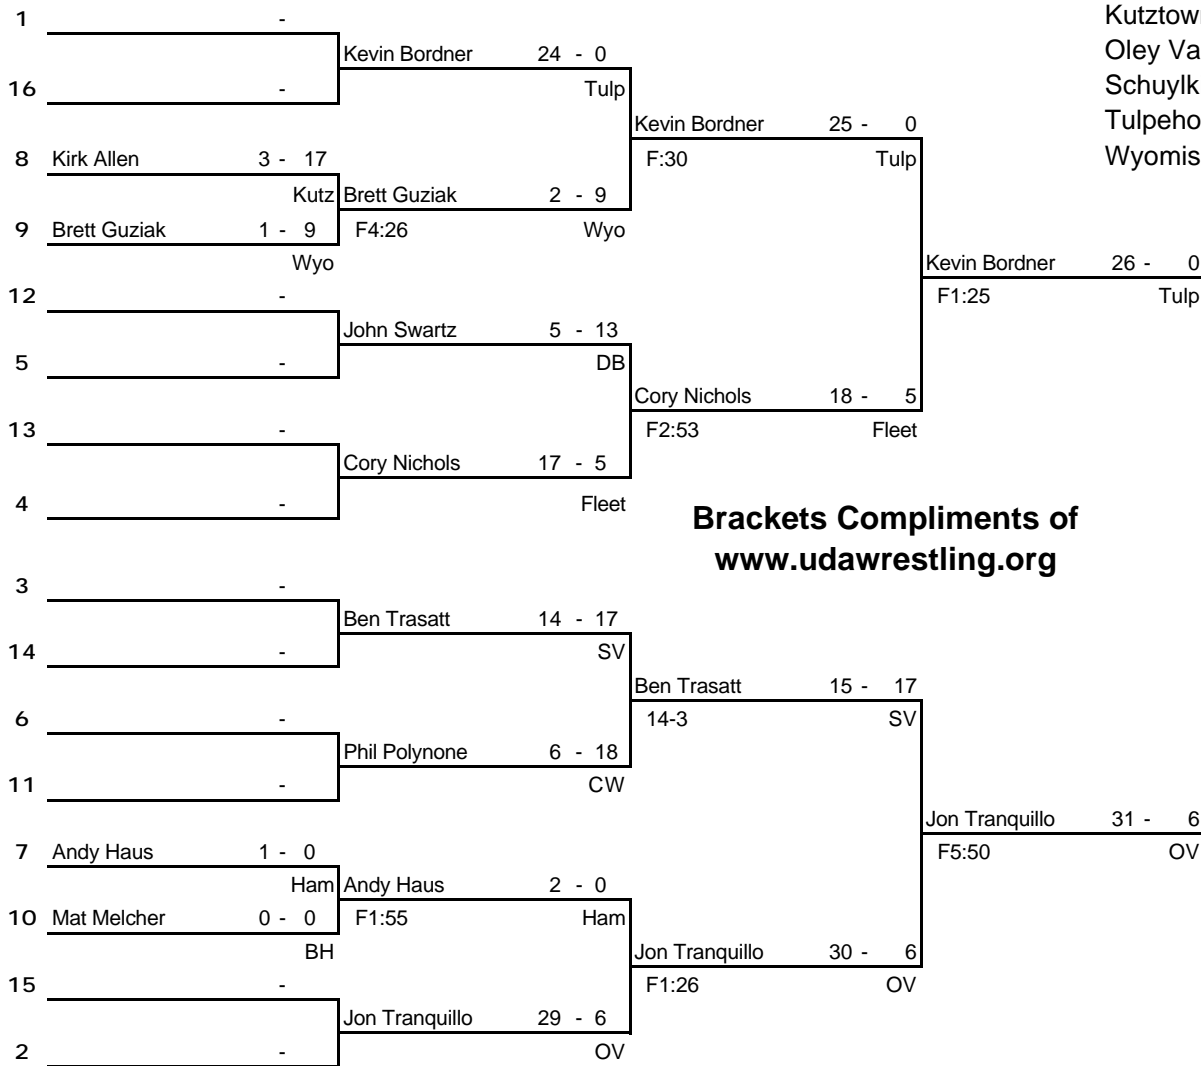 1 -
Kutztow
Kevin Bordner 24 - 0
Oley Va
16 - Tulp
Schuylk
Kevin Bordner 25 - 0
Tulpeho
8 Kirk Allen 3 - 17 F:30 Tulp
Wyomis
Kutz Brett Guziak 2 - 9
9 Brett Guziak 1 - 9 F4:26 Wyo
Wyo Kevin Bordner 26 - 0
12 - F1:25 Tulp
John Swartz 5 - 13
5 - DB
Cory Nichols 18 - 5
13 - F2:53 Fleet
Cory Nichols 17 - 5
4 - Fleet
Brackets Compliments of
www.udawrestling.org
3 -
Ben Trasatt 14 - 17
14 - SV
Ben Trasatt 15 - 17
6 - 14-3 SV
Phil Polynone 6 - 18
11 - CW
Jon Tranquillo 31 - 6
7 Andy Haus 1 - 0 F5:50 OV
Ham Andy Haus 2 - 0
10 Mat Melcher 0 - 0 F1:55 Ham
BH Jon Tranquillo 30 - 6
15 - F1:26 OV
Jon Tranquillo 29 - 6
2 - OV